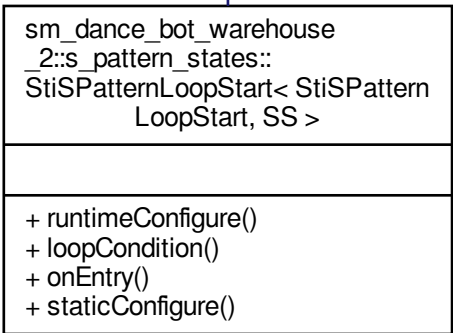 sm_dance_bot_warehouse
_2::s_pattern_states::
StiSPatternLoopStart< StiSPattern
LoopStart, SS >
+ runtimeConfigure()
+ loopCondition()
+ onEntry()
+ staticConfigure()